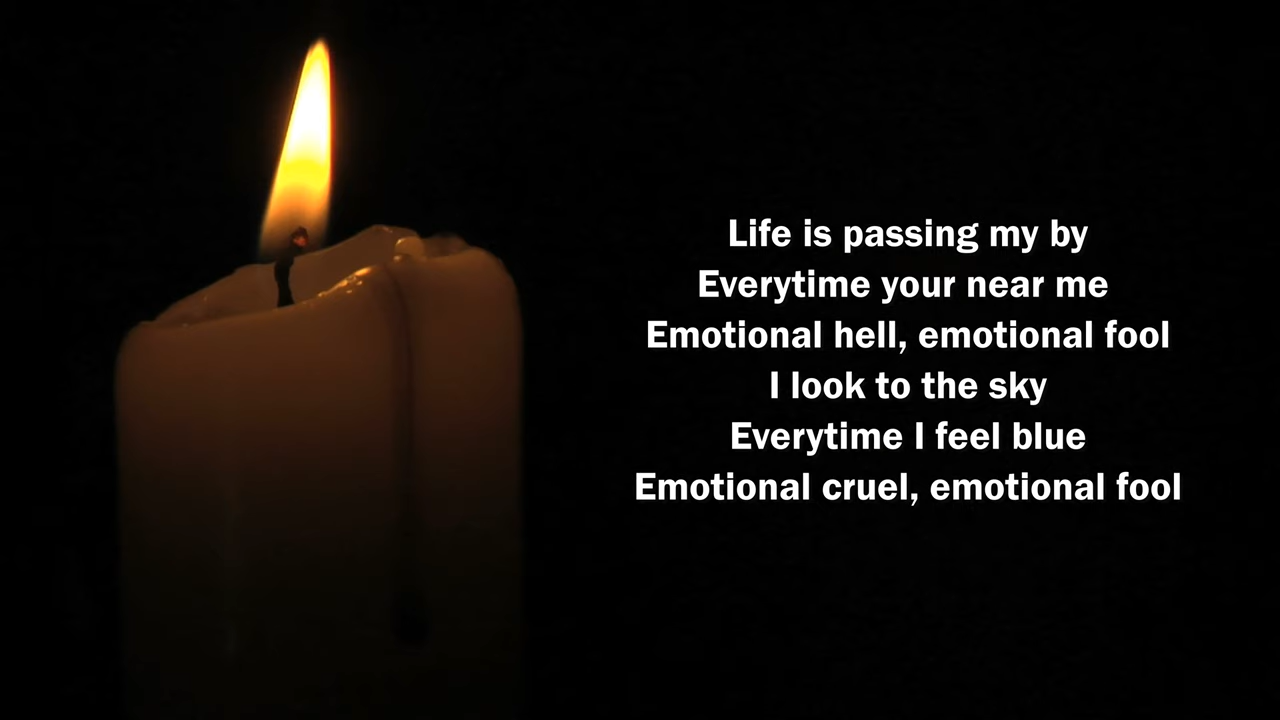 Life is passing my by
Everytime your near me
Emotional hell, emotional fool
I look to the sky
Everytime I feel blue
Emotional cruel, emotional fool